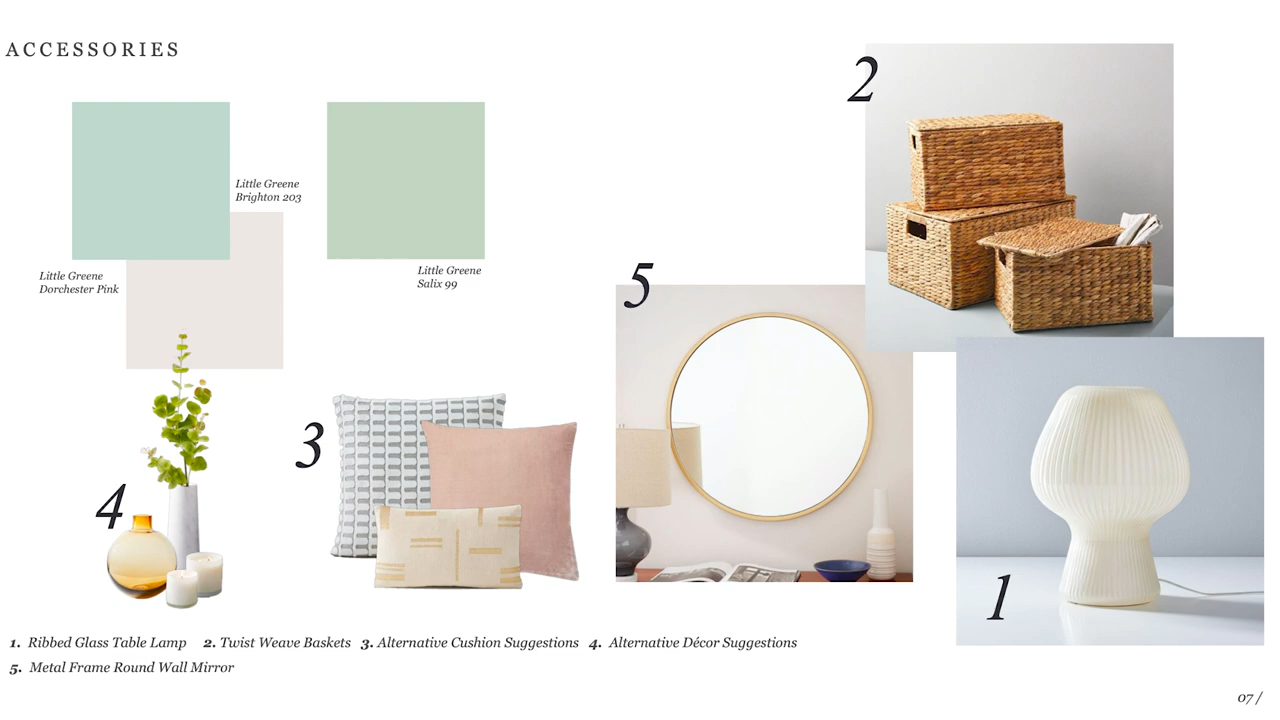 ACCESSORIES
2
Little Greene
Brighton 203
Little Greene
Dorchester Pink
Little Greene
Salix 99
5
3
4
1
1. Ribbed Glass Table Lamp 2. Twist Weave Baskets 3. Alternative Cushion Suggestions 4. Alternative Décor Suggestions
5. Metal Frame Round Wall Mirror
07 /